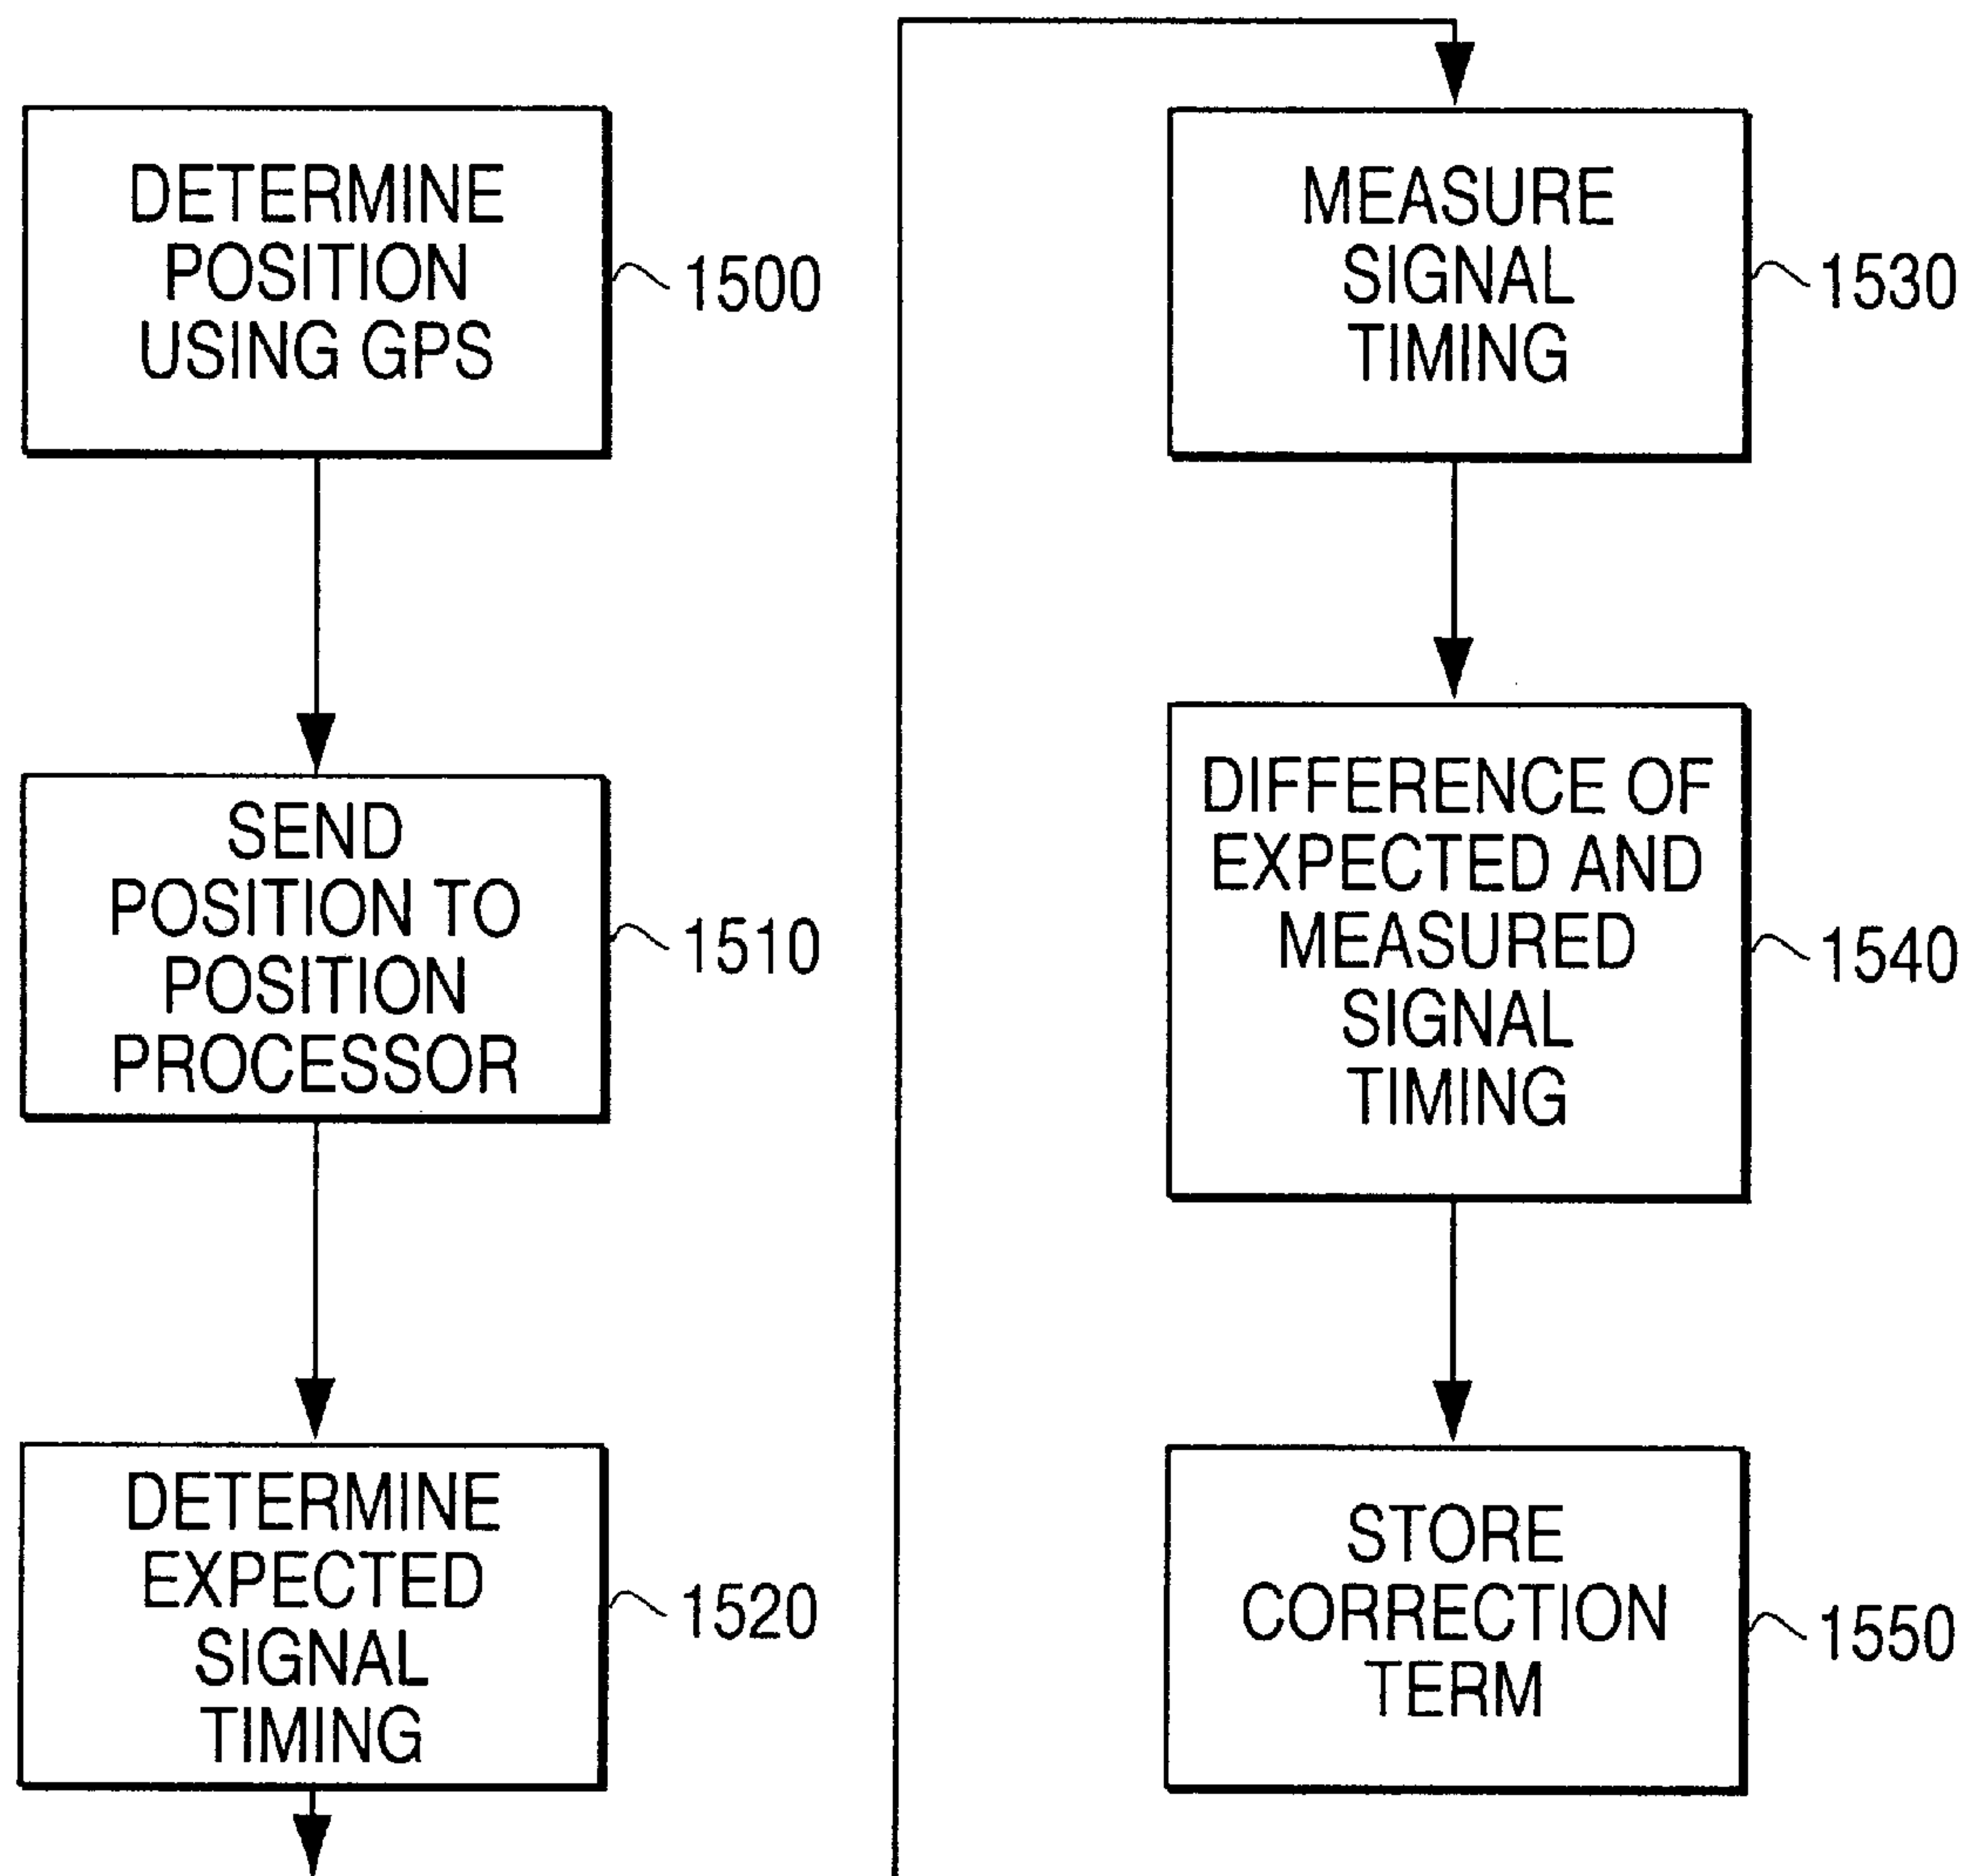 DETERMINE
POSITION
USING GPS
1500
SEND
POSITION TO
POSITION
PROCESSOR
1510
DETERMINE
EXPECTED
SIGNAL
TIMING
1520
MEASURE
SIGNAL
TIMING
1530
DIFFERENCE OF
EXPECTED AND
MEASURED
SIGNAL
TIMING
1540
STORE
CORRECTION
TERM
1550